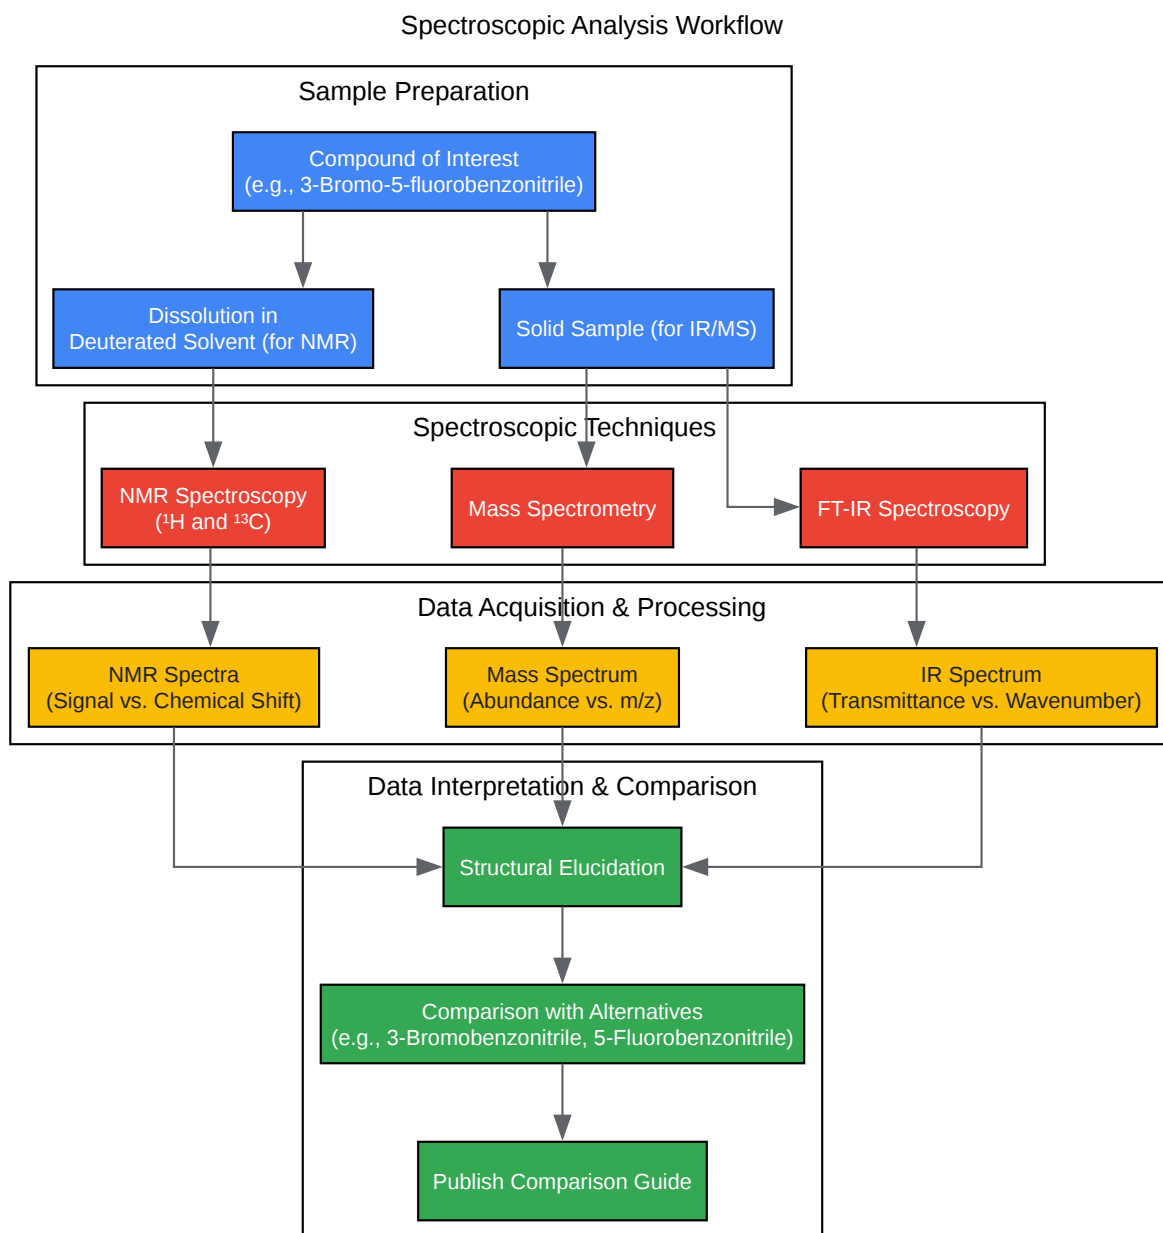 Spectroscopic Analysis Workflow
Sample Preparation
Compound of Interest
(e.g., 3-Bromo-5-fluorobenzonitrile)
Dissolution in
Deuterated Solvent (for NMR)
Solid Sample (for IR/MS)
Spectroscopic Techniques
NMR Spectroscopy
(¹H and ¹³C)
Mass Spectrometry
FT-IR Spectroscopy
Data Acquisition & Processing
NMR Spectra
(Signal vs. Chemical Shift)
Mass Spectrum
(Abundance vs. m/z)
IR Spectrum
(Transmittance vs. Wavenumber)
Data Interpretation & Comparison
Structural Elucidation
Comparison with Alternatives
(e.g., 3-Bromobenzonitrile, 5-Fluorobenzonitrile)
Publish Comparison Guide